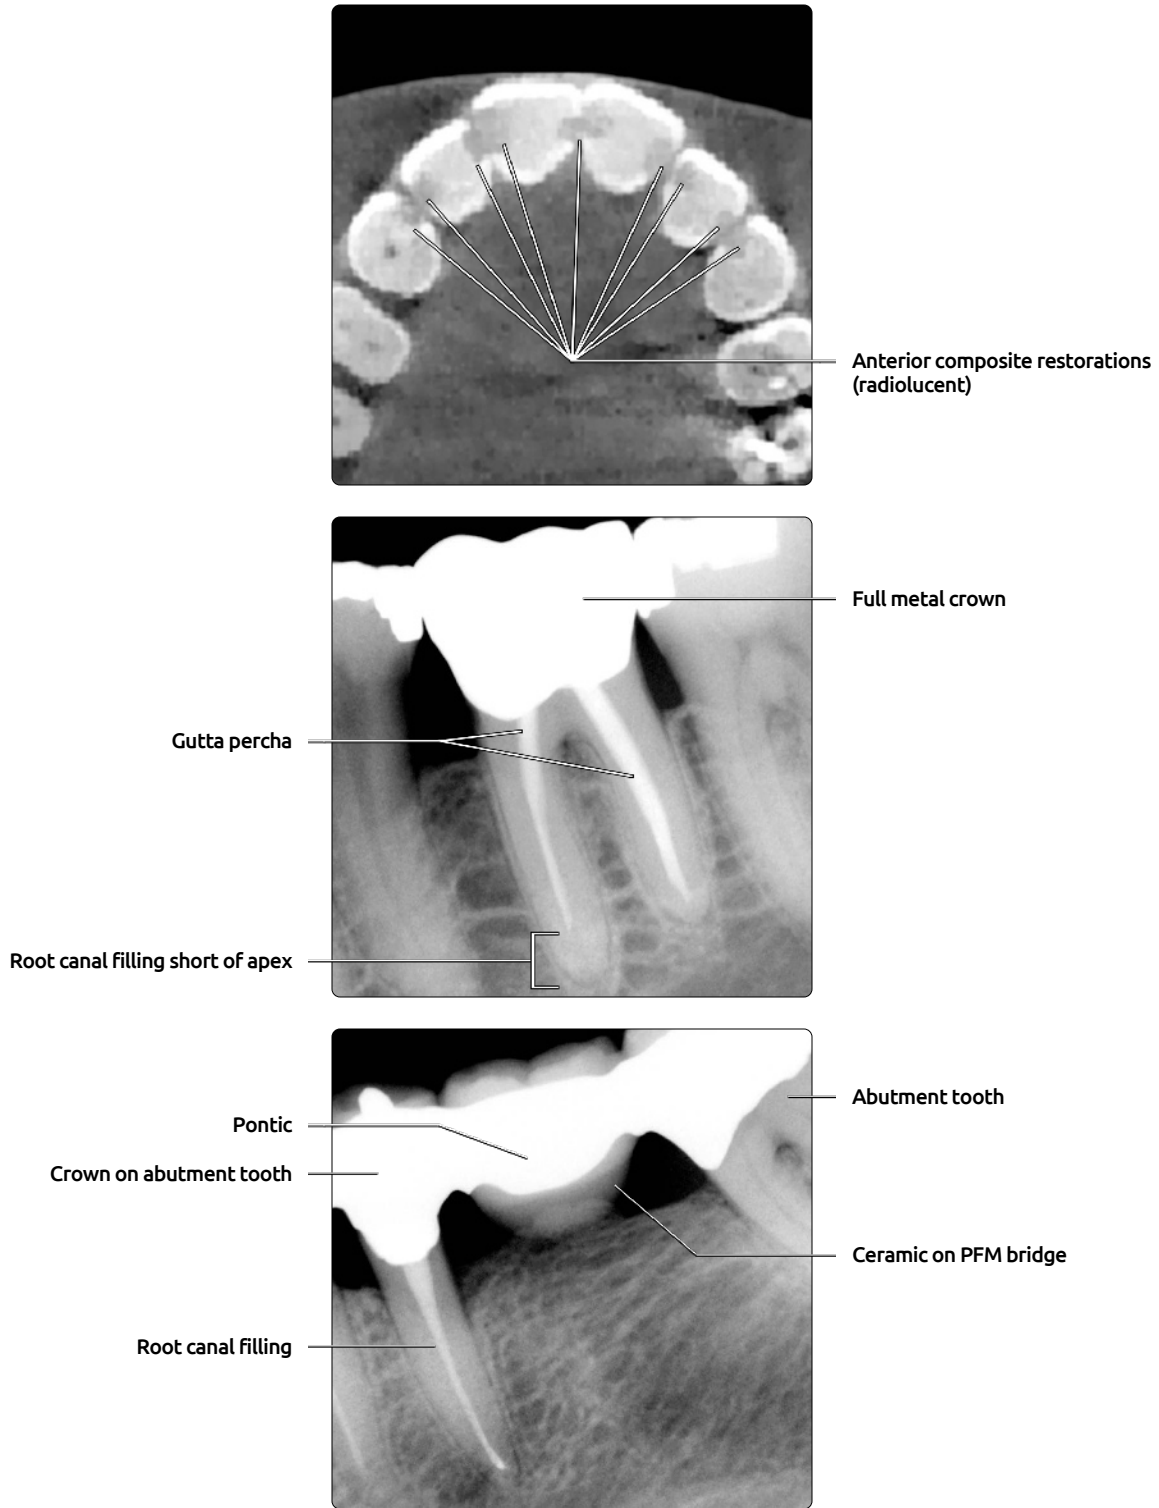 Anterior composite restorations
(radiolucent)
Full metal crown
Gutta percha
Root canal filling short of apex
Abutment tooth
Pontic
Crown on abutment tooth
Ceramic on PFM bridge
Root canal filling